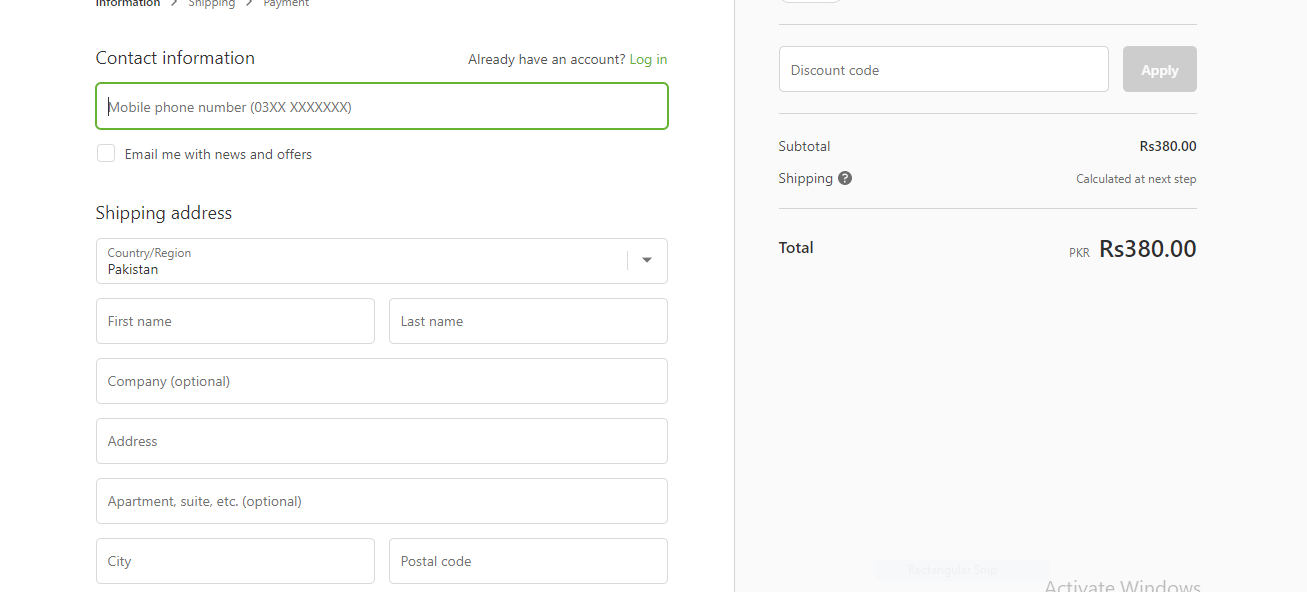 Information > Shipping > Payment
Contact information
Already have an account? Log in
Mobile phone number (03XX XXXXXXX)
Email me with news and offers
Shipping address
Country/Region
Pakistan
First name
Last name
Company (optional)
Address
Apartment, suite, etc. (optional)
City
Postal code
Discount code
Apply
Subtotal
Rs380.00
Shipping ?
Calculated at next step
Total
PKR Rs380.00
Rectangular Snip
Activate Windows